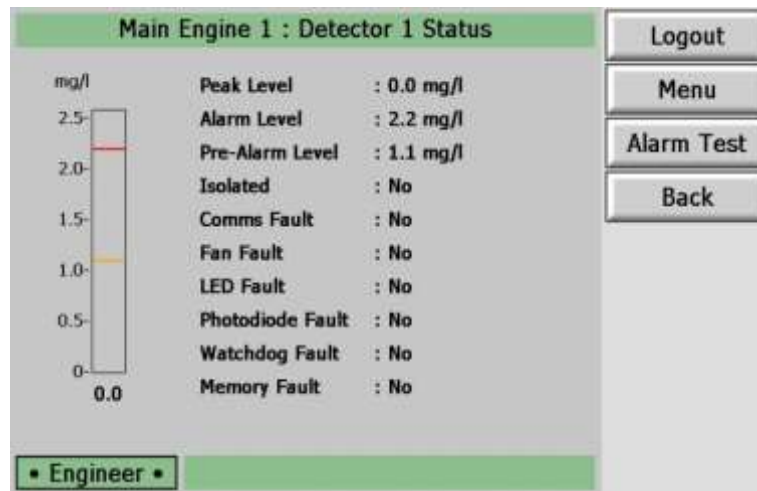 Main Engine 1 : Detector 1 Status
mg/l
2.5-
2.0-
1.5-
1.0-
0.5-
0-
0.0
Peak Level : 0.0 mg/l
Alarm Level : 2.2 mg/l
Pre-Alarm Level : 1.1 mg/l
Isolated : No
Comms Fault : No
Fan Fault : No
LED Fault : No
Photodiode Fault : No
Watchdog Fault : No
Memory Fault : No
Logout
Menu
Alarm Test
Back
• Engineer •